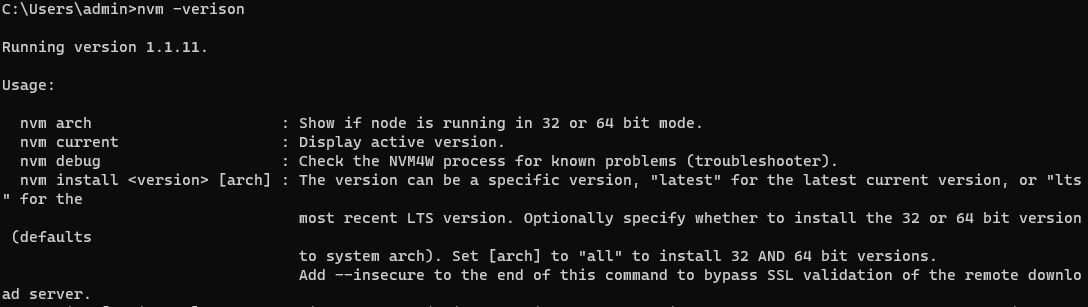 C:\Users\admin>nvm -verison
Running version 1.1.11.
Usage:
nvm arch : Show if node is running in 32 or 64 bit mode.
nvm current : Display active version.
nvm debug : Check the NVM4W process for known problems (troubleshooter).
nvm install <version> [arch] : The version can be a specific version, "latest" for the latest current version, or "lts
" for the
most recent LTS version. Optionally specify whether to install the 32 or 64 bit version
(defaults
to system arch). Set [arch] to "all" to install 32 AND 64 bit versions.
Add --insecure to the end of this command to bypass SSL validation of the remote downlo
ad server.